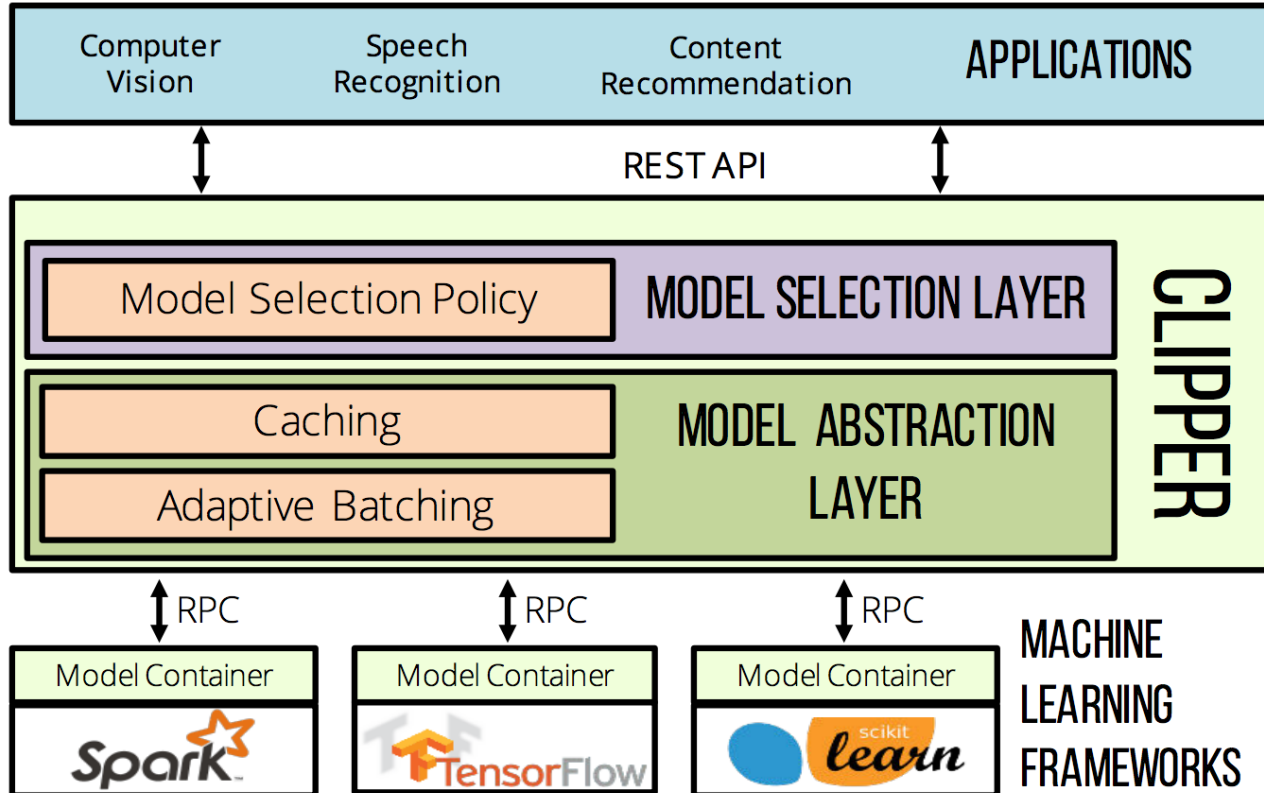 Computer
Vision
Speech
Recognition
Content
Recommendation
APPLICATIONS
REST API
Model Selection Policy
MODEL SELECTION LAYER
Caching
Adaptive Batching
MODEL ABSTRACTION
LAYER
CLIPPER
RPC
RPC
RPC
Model Container
Model Container
Model Container
Spark™
TensorFlow
scikit
learn
MACHINE
LEARNING
FRAMEWORKS